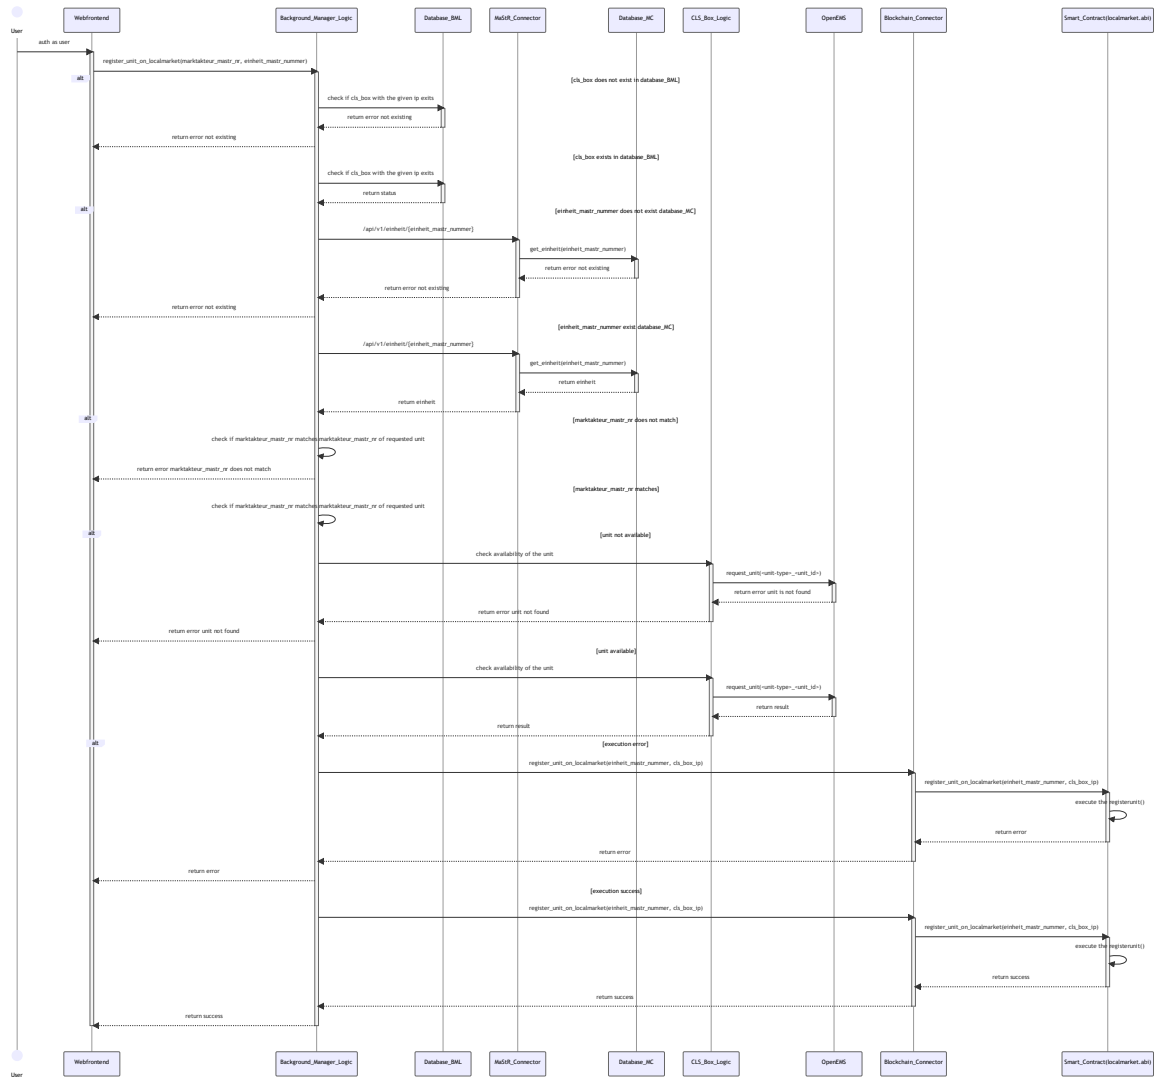 Webfrontend
Background_Manager_Logic
Database_BML
MaStR_Connector
Database_MC
CLS_Box_Logic
OpenEMS
Blockchain_Connector
Smart_Contract(localmarket.abi)
User
auth as user
register_unit_on_localmarket(marktakteur_mastr_nr, einheit_mastr_nummer)
alt
[cls_box does not exist in database_BML]
check if cls_box with the given ip exits
return error not existing
return error not existing
[cls_box exists in database_BML]
check if cls_box with the given ip exits
return status
alt
[einheit_mastr_nummer does not exist database_MC]
/api/v1/einheit/{einheit_mastr_nummer}
get_einheit(einheit_mastr_nummer)
return error not existing
return error not existing
return error not existing
[einheit_mastr_nummer exist database_MC]
/api/v1/einheit/{einheit_mastr_nummer}
get_einheit(einheit_mastr_nummer)
return einheit
return einheit
alt
[marktakteur_mastr_nr does not match]
check if marktakteur_mastr_nr matches marktakteur_mastr_nr of requested unit
return error marktakteur_mastr_nr does not match
[marktakteur_mastr_nr matches]
check if marktakteur_mastr_nr matches marktakteur_mastr_nr of requested unit
alt
[unit not available]
check availability of the unit
request_unit(<unit-type>_<unit_id>)
return error unit is not found
return error unit not found
return error unit not found
[unit available]
check availability of the unit
request_unit(<unit-type>_<unit_id>)
return result
return result
alt
[execution error]
register_unit_on_localmarket(einheit_mastr_nummer, cls_box_ip)
register_unit_on_localmarket(einheit_mastr_nummer, cls_box_ip)
execute the registerunit()
return error
return error
return error
[execution success]
register_unit_on_localmarket(einheit_mastr_nummer, cls_box_ip)
register_unit_on_localmarket(einheit_mastr_nummer, cls_box_ip)
execute the registerunit()
return success
return success
return success
Webfrontend
Background_Manager_Logic
Database_BML
MaStR_Connector
Database_MC
CLS_Box_Logic
OpenEMS
Blockchain_Connector
Smart_Contract(localmarket.abi)
User